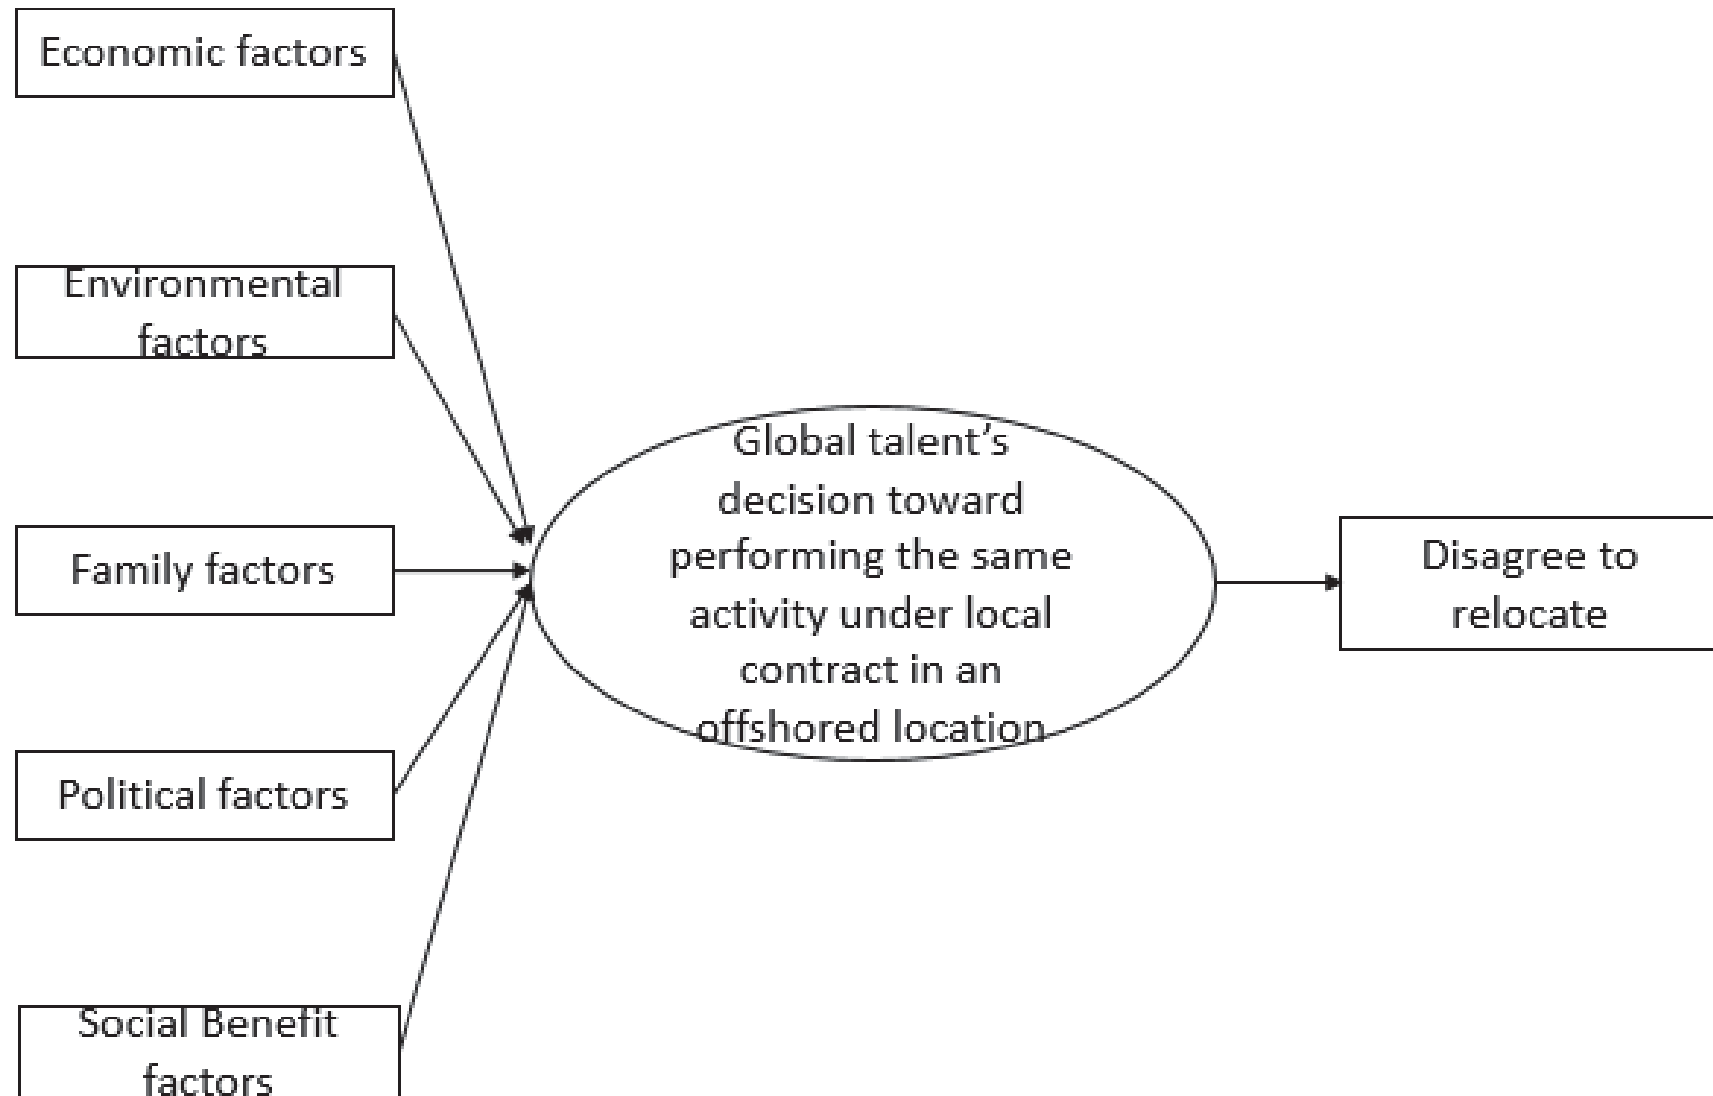 Economic factors
Environmental
factors
Family factors
Political factors
Social Benefit
factors
Global talent’s
decision toward
performing the same
activity under local
contract in an
offshored location
Disagree to
relocate